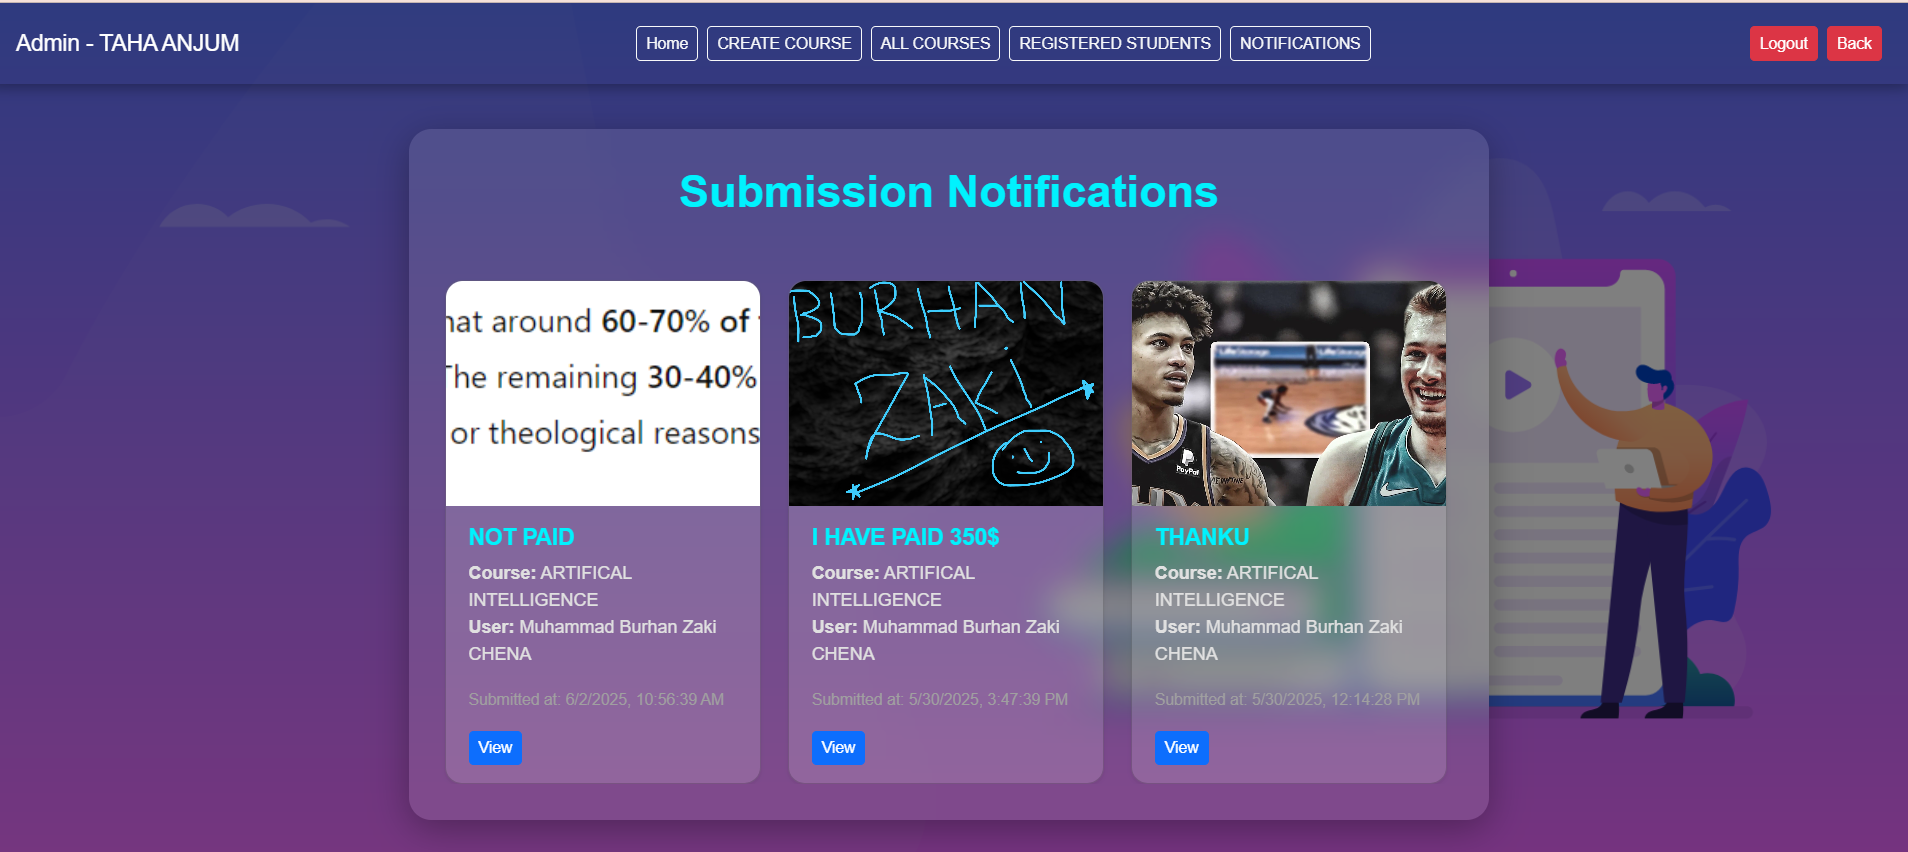 Admin - TAHA ANJUM
Home
CREATE COURSE
ALL COURSES
REGISTERED STUDENTS
NOTIFICATIONS
Logout
Back
Submission Notifications
hat around 60-70% of
The remaining 30-40%
or theological reasons
NOT PAID
Course: ARTIFICAL
INTELLIGENCE
User: Muhammad Burhan Zaki
CHENA
Submitted at: 6/2/2025, 10:56:39 AM
View
BURHAN
ZAKI
I HAVE PAID 350$
Course: ARTIFICAL
INTELLIGENCE
User: Muhammad Burhan Zaki
CHENA
Submitted at: 5/30/2025, 3:47:39 PM
View
PayPal
THANKU
Course: ARTIFICAL
INTELLIGENCE
User: Muhammad Burhan Zaki
CHENA
Submitted at: 5/30/2025, 12:14:28 PM
View